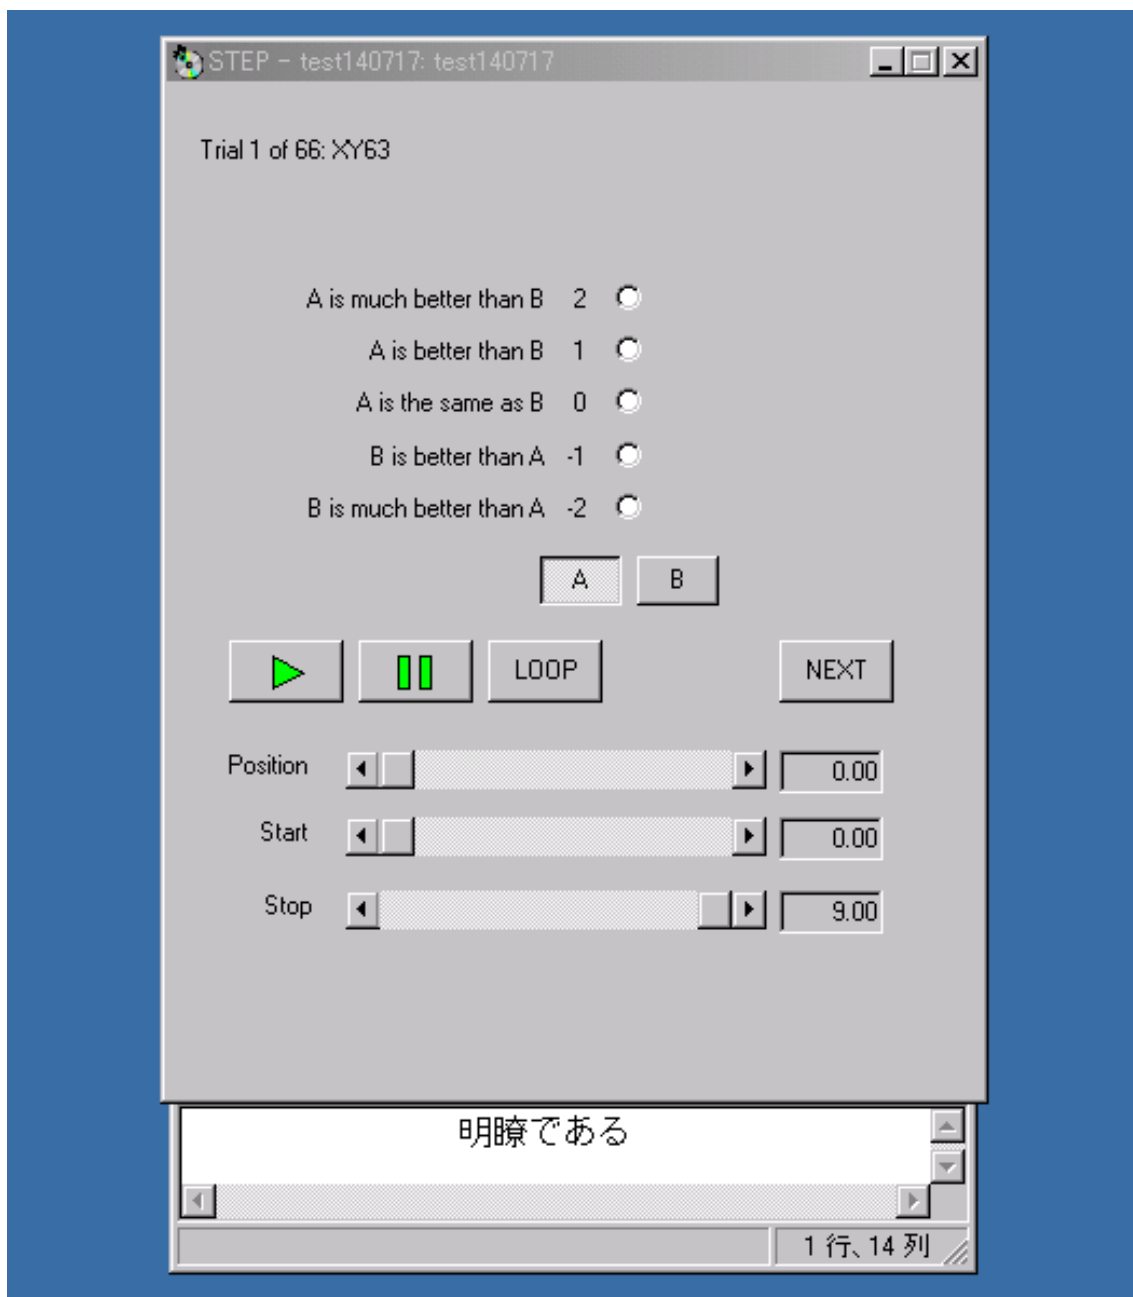 STEP - test140717: test140717
Trial 1 of 66: XY63
A is much better than B 2
A is better than B 1
A is the same as B 0
B is better than A -1
B is much better than A -2
A B
LOOP NEXT
Position 0.00
Start 0.00
Stop 9.00
明瞭である
1 行、14 列